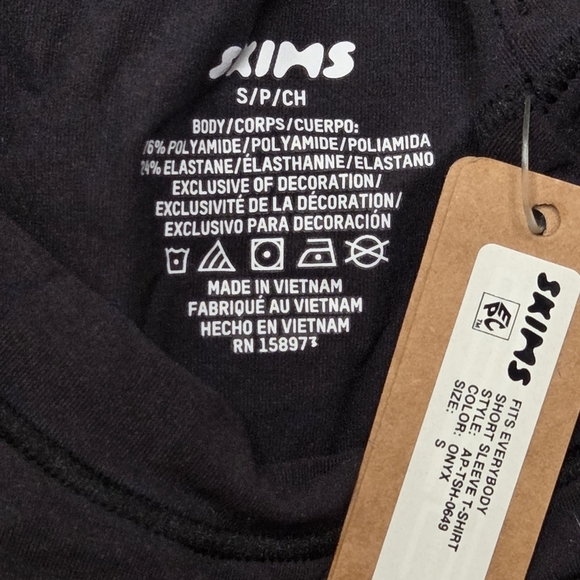 SKIMS
S/P/CH
BODY/CORPS/CUERPO:
76% POLYAMIDE/POLYAMIDE/POLIAMIDA
24% ELASTANE/ÉLASTHANNE/ELASTANO
EXCLUSIVE OF DECORATION/
EXCLUSIVITÉ DE LA DÉCORATION/
EXCLUSIVO PARA DECORACIÓN
MADE IN VIETNAM
FABRIQUÉ AU VIETNAM
HECHO EN VIETNAM
RN 158973
SKIMS
FITS EVERYBODY
SHORT SLEEVE T-SHIRT
STYLE: AP-TSH-0649
COLOR: ONYX
SIZE: S